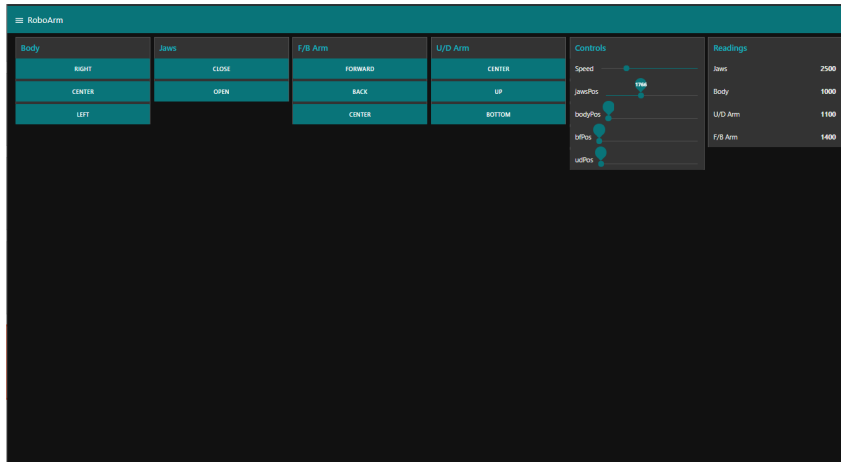 RoboArm
Body
RIGHT
CENTER
LEFT
Jaws
CLOSE
OPEN
F/B Arm
FORWARD
BACK
CENTER
U/D Arm
CENTER
UP
BOTTOM
Controls
Speed
1768
jawsPos
bodyPos
bfPos
udPos
Readings
Jaws 2500
Body 1000
U/D Arm 1100
F/B Arm 1400